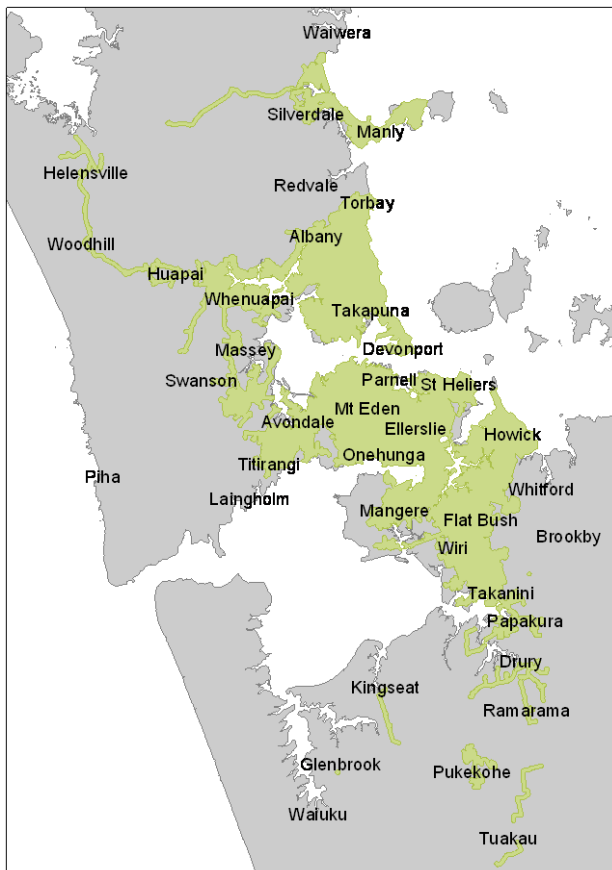 Waiwera
Silverdale
Manly
Helensville
Redvale
Torbay
Woodhill
Albany
Huapai
Whenuapai
Takapuna
Massey
Devonport
Swanson
Parnell
St Heliers
Mt Eden
Avondale
Ellerslie
Howick
Titirangi
Onehunga
Piha
Laingholm
Whitford
Mangere
Flat Bush
Brookby
Wiri
Takanini
Papakura
Drury
Kingseat
Ramarama
Glenbrook
Pukekohe
Waiuku
Tuakau